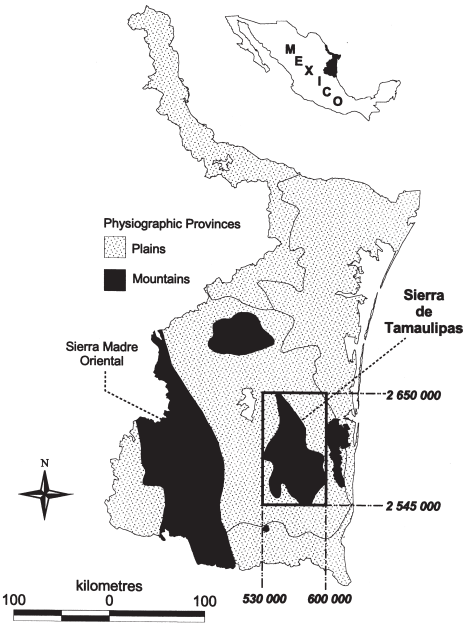 MEXICO
Physiographic Provinces
Plains
Mountains
Sierra
de
Tamaulipas
Sierra Madre
Oriental
2 650 000
N
2 545 000
kilometres
100 0 100
530 000 600 000